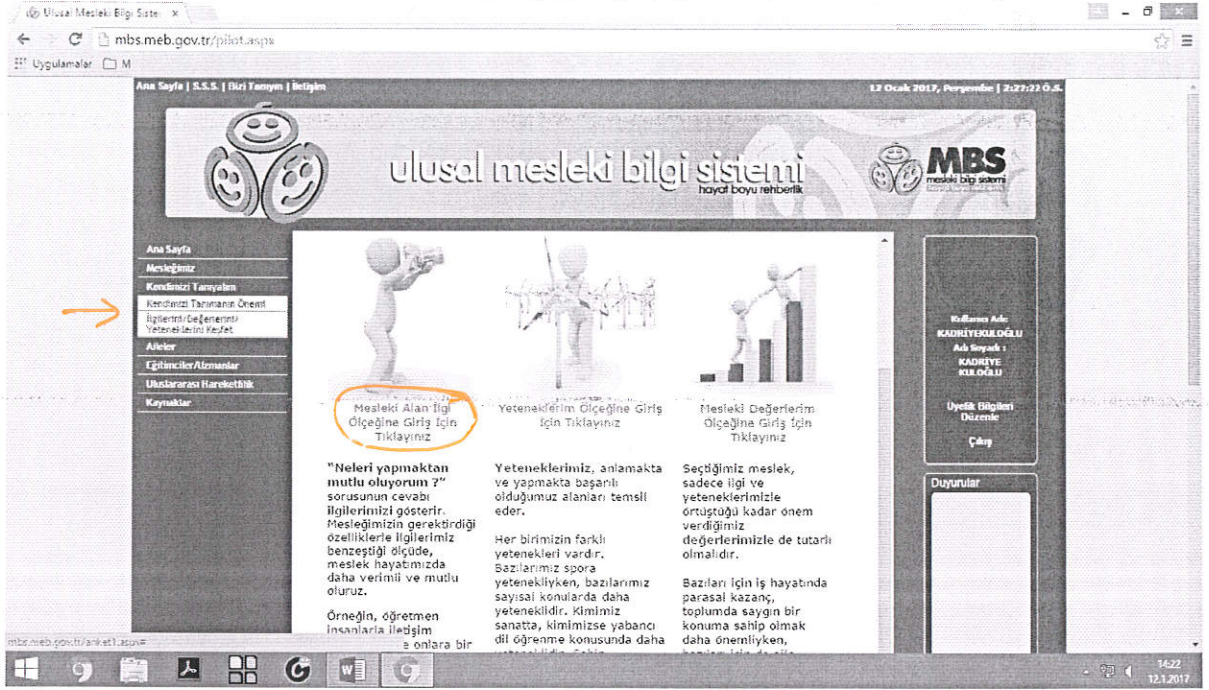 Ulusal Mesleki Bilgi Siste
mbs.meb.gov.tr/pilot.aspx
Uygulamalar M
Ana Sayfa | S.S.S. | Bizi Tanıyın | İletişim
12 Ocak 2017, Perşembe | 2:22:22 Ö.S.
ulusal mesleki bilgi sistemi
hayat boyu rehberlik
MBS
mesleki bilgi sistemi
Ana Sayfa
Mesleğimiz
Kendimizi Tanıyalım
Kendimizi Tanımanın Önemi
İlgilerini/Değerlerini/
Yeteneklerini Keşfet
Aileler
Eğitimciler/Uzmanlar
Uluslararası Hareketlilik
Kaynaklar
Mesleki Alan İlgi
Ölçeğine Giriş İçin
Tıklayınız
"Neleri yapmaktan
mutlu oluyorum ?"
sorusunun cevabı
ilgilerimizi gösterir.
Mesleğimizin gerektirdiği
özelliklerle ilgilerimiz
benzeştiği ölçüde,
meslek hayatımızda
daha verimli ve mutlu
oluruz.
Örneğin, öğretmen
insanlarla iletişim
e onlara bir
Yeteneklerim Ölçeğine Giriş
İçin Tıklayınız
Yeteneklerimiz, anlamakta
ve yapmakta başarılı
olduğumuz alanları temsil
eder.
Her birimizin farklı
yetenekleri vardır.
Bazılarımız spora
yetenekliyken, bazılarımız
sayısal konularda daha
yeteneklidir. Kimimiz
sanatta, kimimizse yabancı
dil öğrenme konusunda daha
Mesleki Değerlerim
Ölçeğine Giriş İçin
Tıklayınız
Seçtiğimiz meslek,
sadece ilgi ve
yeteneklerimizle
örtüştüğü kadar önem
verdiğimiz
değerlerimizle de tutarlı
olmalıdır.
Bazıları için iş hayatında
parasal kazanç,
toplumda saygın bir
konuma sahip olmak
daha önemliyken,
Kullanıcı Adı:
KADRİYEKULOĞLU
Adı Soyadı :
KADRİYE
KULOĞLU
Üyelik Bilgileri
Düzenle
Çıkış
Duyurular
mbs.meb.gov.tr/anket1.aspx#
14:22
12.1.2017